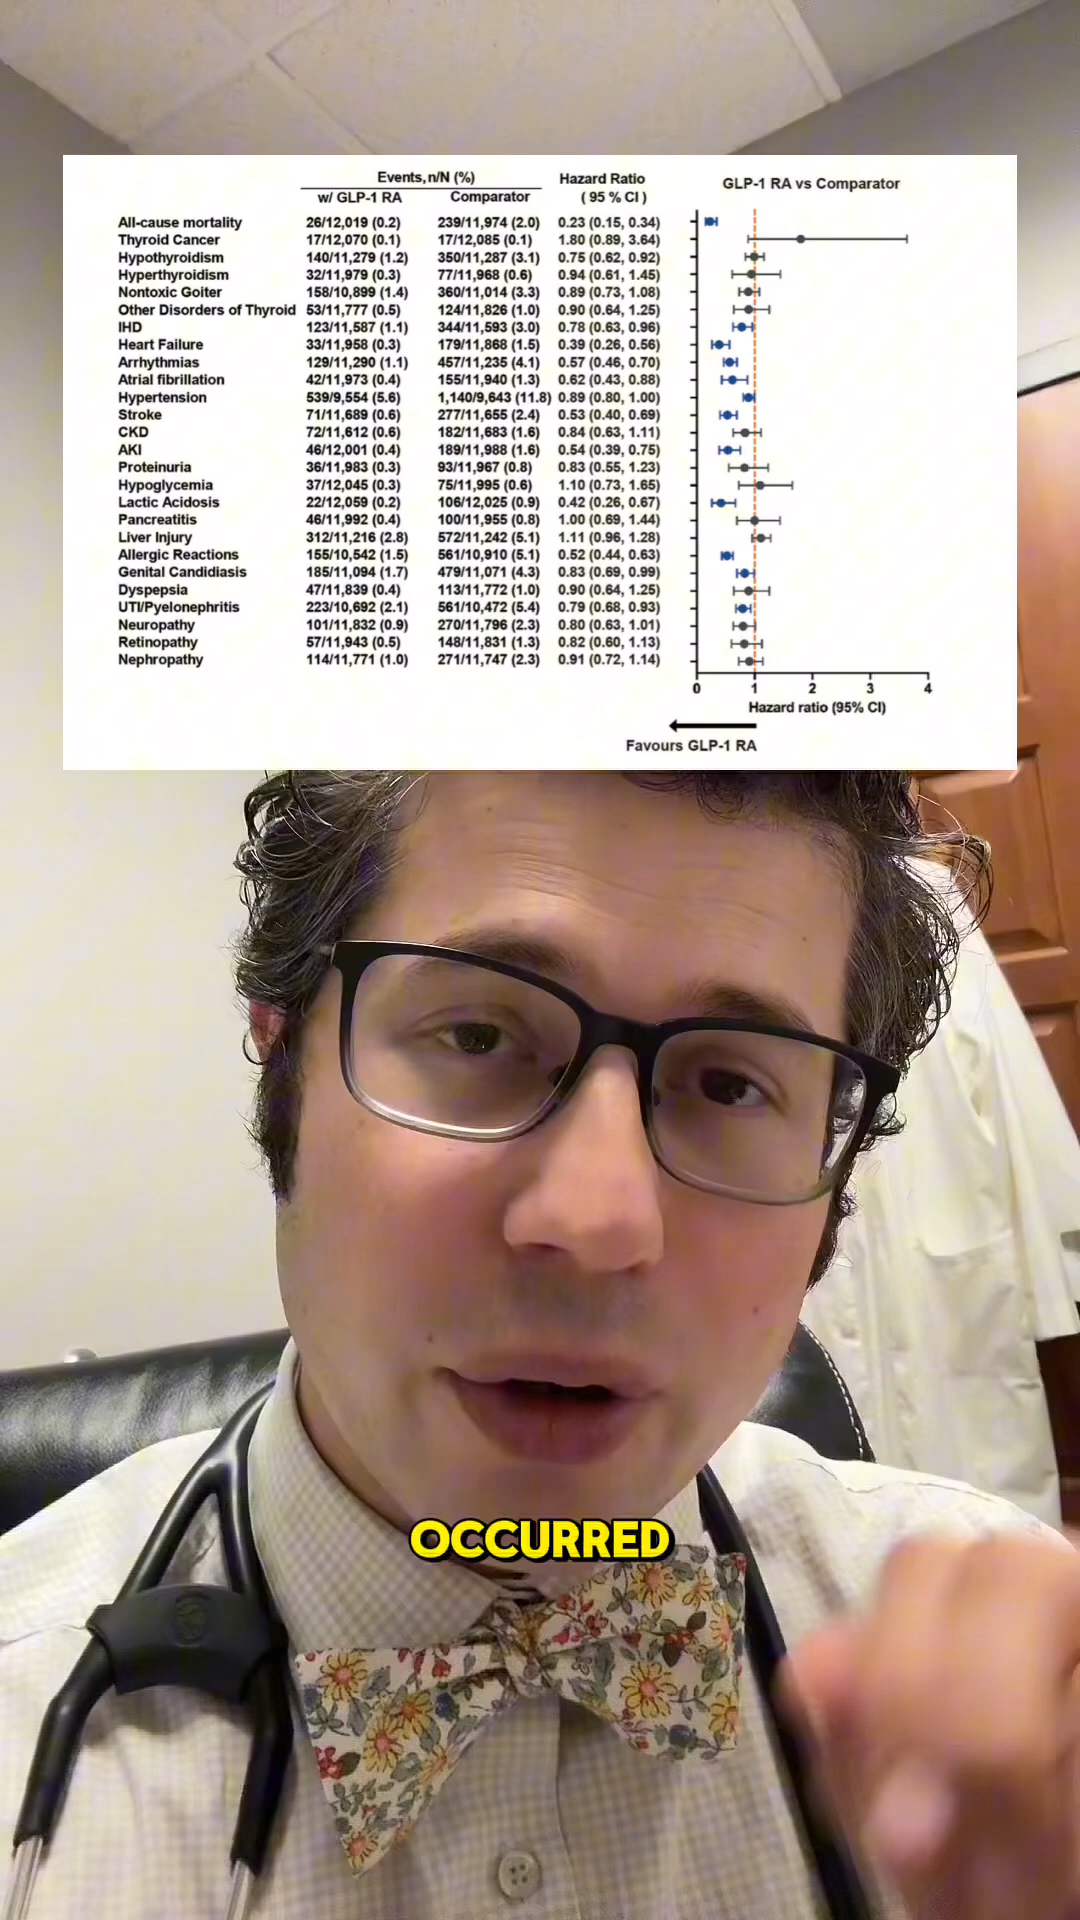 Events, n/N (%) Hazard Ratio GLP-1 RA vs Comparator
w/ GLP-1 RA Comparator ( 95 % CI )
All-cause mortality 26/12,019 (0.2) 239/11,974 (2.0) 0.23 (0.15, 0.34)
Thyroid Cancer 17/12,070 (0.1) 17/12,085 (0.1) 1.80 (0.89, 3.64)
Hypothyroidism 140/11,279 (1.2) 350/11,287 (3.1) 0.75 (0.62, 0.92)
Hyperthyroidism 32/11,979 (0.3) 77/11,968 (0.6) 0.94 (0.61, 1.45)
Nontoxic Goiter 158/10,899 (1.4) 360/11,014 (3.3) 0.89 (0.73, 1.08)
Other Disorders of Thyroid 53/11,777 (0.5) 124/11,826 (1.0) 0.90 (0.64, 1.25)
IHD 123/11,587 (1.1) 344/11,593 (3.0) 0.78 (0.63, 0.96)
Heart Failure 33/11,958 (0.3) 179/11,868 (1.5) 0.39 (0.26, 0.56)
Arrhythmias 129/11,290 (1.1) 457/11,235 (4.1) 0.57 (0.46, 0.70)
Atrial fibrillation 42/11,973 (0.4) 155/11,940 (1.3) 0.62 (0.43, 0.88)
Hypertension 539/9,554 (5.6) 1,140/9,643 (11.8) 0.89 (0.80, 1.00)
Stroke 71/11,689 (0.6) 277/11,655 (2.4) 0.53 (0.40, 0.69)
CKD 72/11,612 (0.6) 182/11,683 (1.6) 0.84 (0.63, 1.11)
AKI 46/12,001 (0.4) 189/11,988 (1.6) 0.54 (0.39, 0.75)
Proteinuria 36/11,983 (0.3) 93/11,967 (0.8) 0.83 (0.55, 1.23)
Hypoglycemia 37/12,045 (0.3) 75/11,995 (0.6) 1.10 (0.73, 1.65)
Lactic Acidosis 22/12,059 (0.2) 106/12,025 (0.9) 0.42 (0.26, 0.67)
Pancreatitis 46/11,992 (0.4) 100/11,955 (0.8) 1.00 (0.69, 1.44)
Liver Injury 312/11,216 (2.8) 572/11,242 (5.1) 1.11 (0.96, 1.28)
Allergic Reactions 155/10,542 (1.5) 561/10,910 (5.1) 0.52 (0.44, 0.63)
Genital Candidiasis 185/11,094 (1.7) 479/11,071 (4.3) 0.83 (0.69, 0.99)
Dyspepsia 47/11,839 (0.4) 113/11,772 (1.0) 0.90 (0.64, 1.25)
UTI/Pyelonephritis 223/10,692 (2.1) 561/10,472 (5.4) 0.79 (0.68, 0.93)
Neuropathy 101/11,832 (0.9) 270/11,796 (2.3) 0.80 (0.63, 1.01)
Retinopathy 57/11,943 (0.5) 148/11,831 (1.3) 0.82 (0.60, 1.13)
Nephropathy 114/11,771 (1.0) 271/11,747 (2.3) 0.91 (0.72, 1.14)
0 1 2 3 4
Hazard ratio (95% CI)
Favours GLP-1 RA
OCCURRED